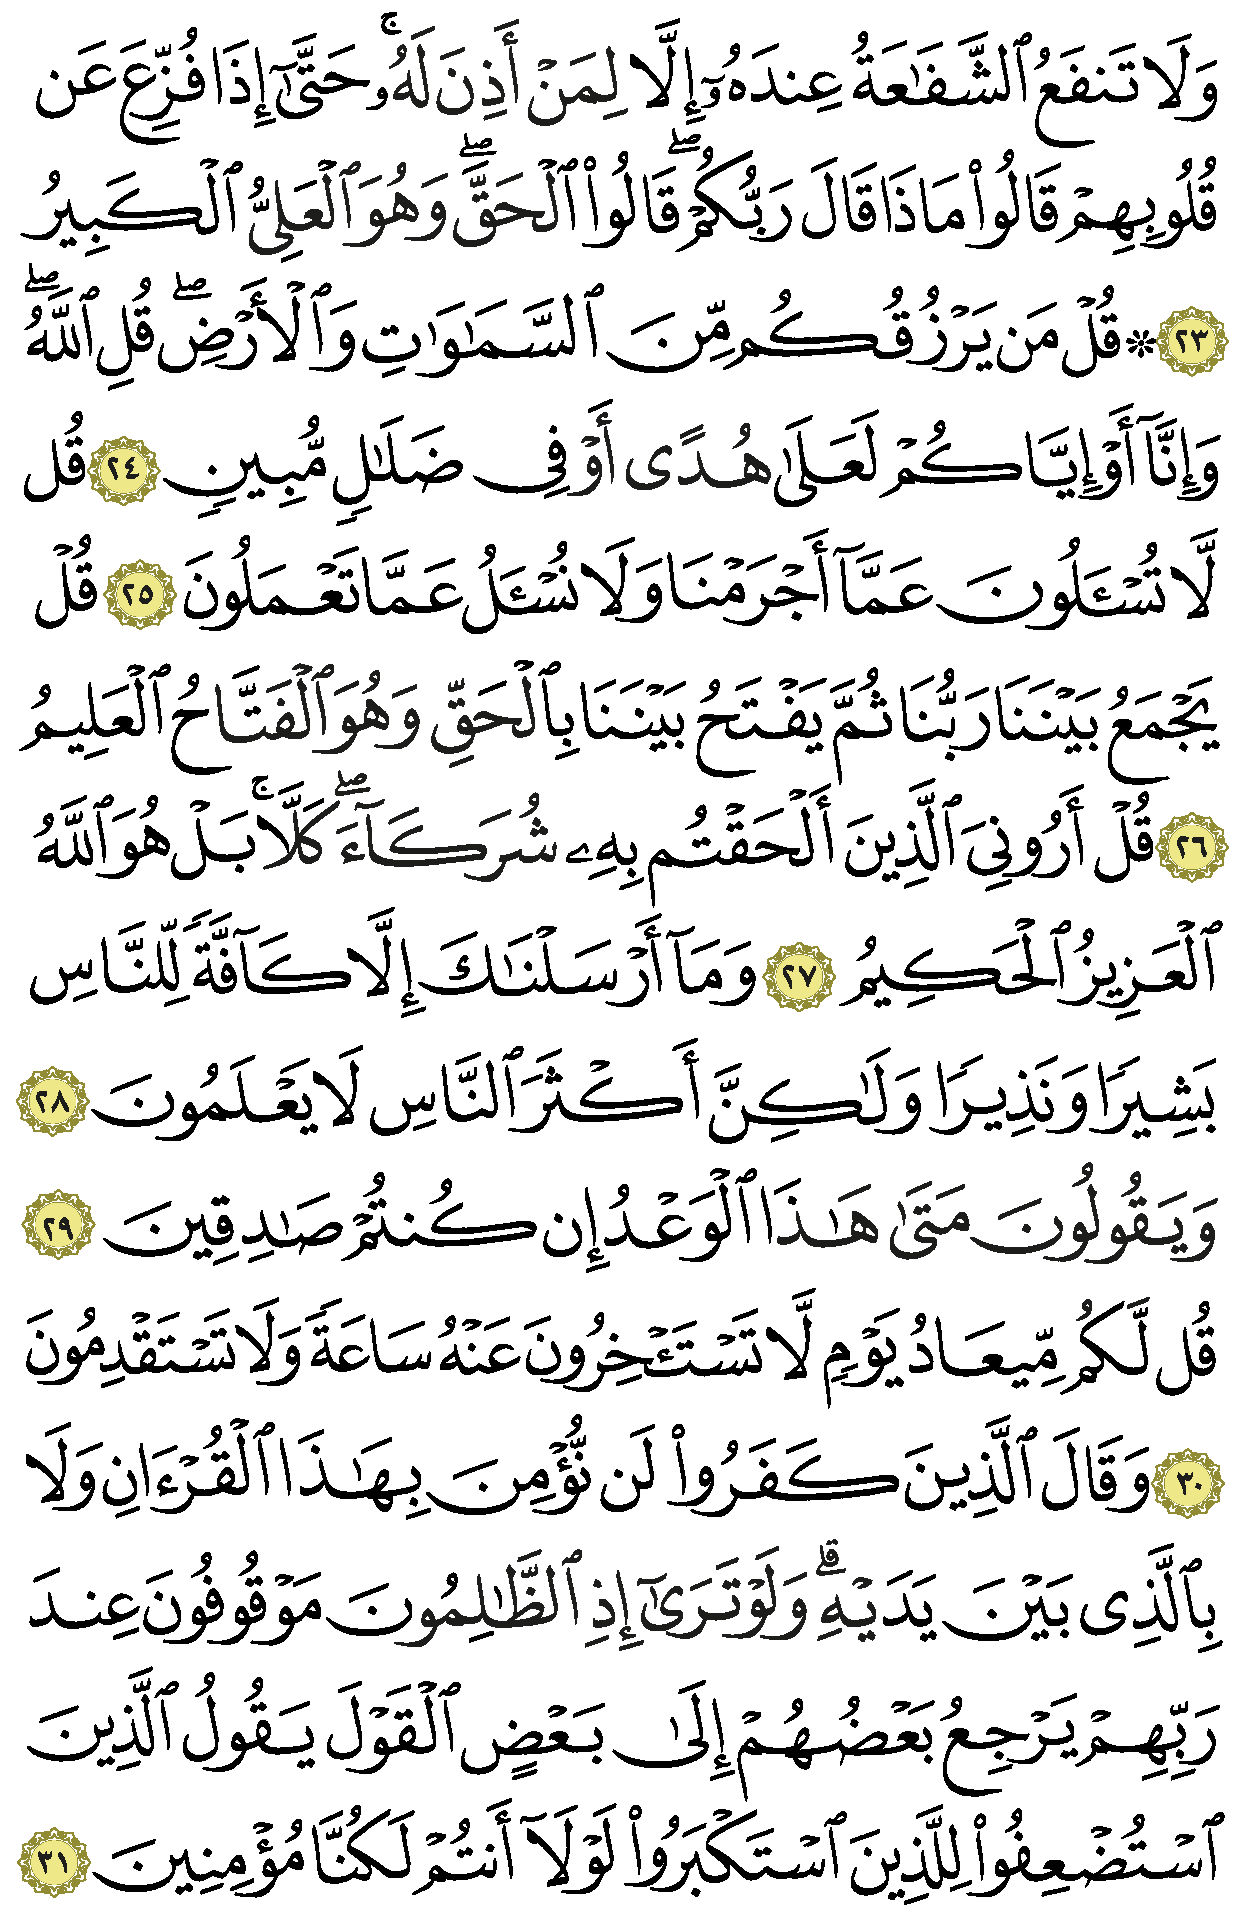 وَلَا تَنفَعُ ٱلشَّفَٰعَةُ عِندَهُۥٓ إِلَّا لِمَنْ أَذِنَ لَهُۥ ۚ حَتَّىٰٓ إِذَا فُزِّعَ عَن
قُلُوبِهِمْ قَالُوا۟ مَاذَا قَالَ رَبُّكُمْ ۖ قَالُوا۟ ٱلْحَقَّ ۖ وَهُوَ ٱلْعَلِىُّ ٱلْكَبِيرُ
٢٣ ۞ قُلْ مَن يَرْزُقُكُم مِّنَ ٱلسَّمَٰوَٰتِ وَٱلْأَرْضِ ۖ قُلِ ٱللَّهُ ۖ
وَإِنَّآ أَوْ إِيَّاكُمْ لَعَلَىٰ هُدًى أَوْ فِى ضَلَٰلٍ مُّبِينٍ ٢٤ قُل
لَّا تُسْـَٔلُونَ عَمَّآ أَجْرَمْنَا وَلَا نُسْـَٔلُ عَمَّا تَعْمَلُونَ ٢٥ قُلْ
يَجْمَعُ بَيْنَنَا رَبُّنَا ثُمَّ يَفْتَحُ بَيْنَنَا بِٱلْحَقِّ وَهُوَ ٱلْفَتَّاحُ ٱلْعَلِيمُ
٢٦ قُلْ أَرُونِىَ ٱلَّذِينَ أَلْحَقْتُم بِهِۦ شُرَكَآءَ ۖ كَلَّا ۚ بَلْ هُوَ ٱللَّهُ
ٱلْعَزِيزُ ٱلْحَكِيمُ ٢٧ وَمَآ أَرْسَلْنَٰكَ إِلَّا كَآفَّةً لِّلنَّاسِ
بَشِيرًا وَنَذِيرًا وَلَٰكِنَّ أَكْثَرَ ٱلنَّاسِ لَا يَعْلَمُونَ ٢٨
وَيَقُولُونَ مَتَىٰ هَٰذَا ٱلْوَعْدُ إِن كُنتُمْ صَٰدِقِينَ ٢٩
قُل لَّكُم مِّيعَادُ يَوْمٍ لَّا تَسْتَـْٔخِرُونَ عَنْهُ سَاعَةً وَلَا تَسْتَقْدِمُونَ
٣٠ وَقَالَ ٱلَّذِينَ كَفَرُوا۟ لَن نُّؤْمِنَ بِهَٰذَا ٱلْقُرْءَانِ وَلَا
بِٱلَّذِى بَيْنَ يَدَيْهِ ۗ وَلَوْ تَرَىٰٓ إِذِ ٱلظَّٰلِمُونَ مَوْقُوفُونَ عِندَ
رَبِّهِمْ يَرْجِعُ بَعْضُهُمْ إِلَىٰ بَعْضٍ ٱلْقَوْلَ يَقُولُ ٱلَّذِينَ
ٱسْتُضْعِفُوا۟ لِلَّذِينَ ٱسْتَكْبَرُوا۟ لَوْلَآ أَنتُمْ لَكُنَّا مُؤْمِنِينَ ٣١